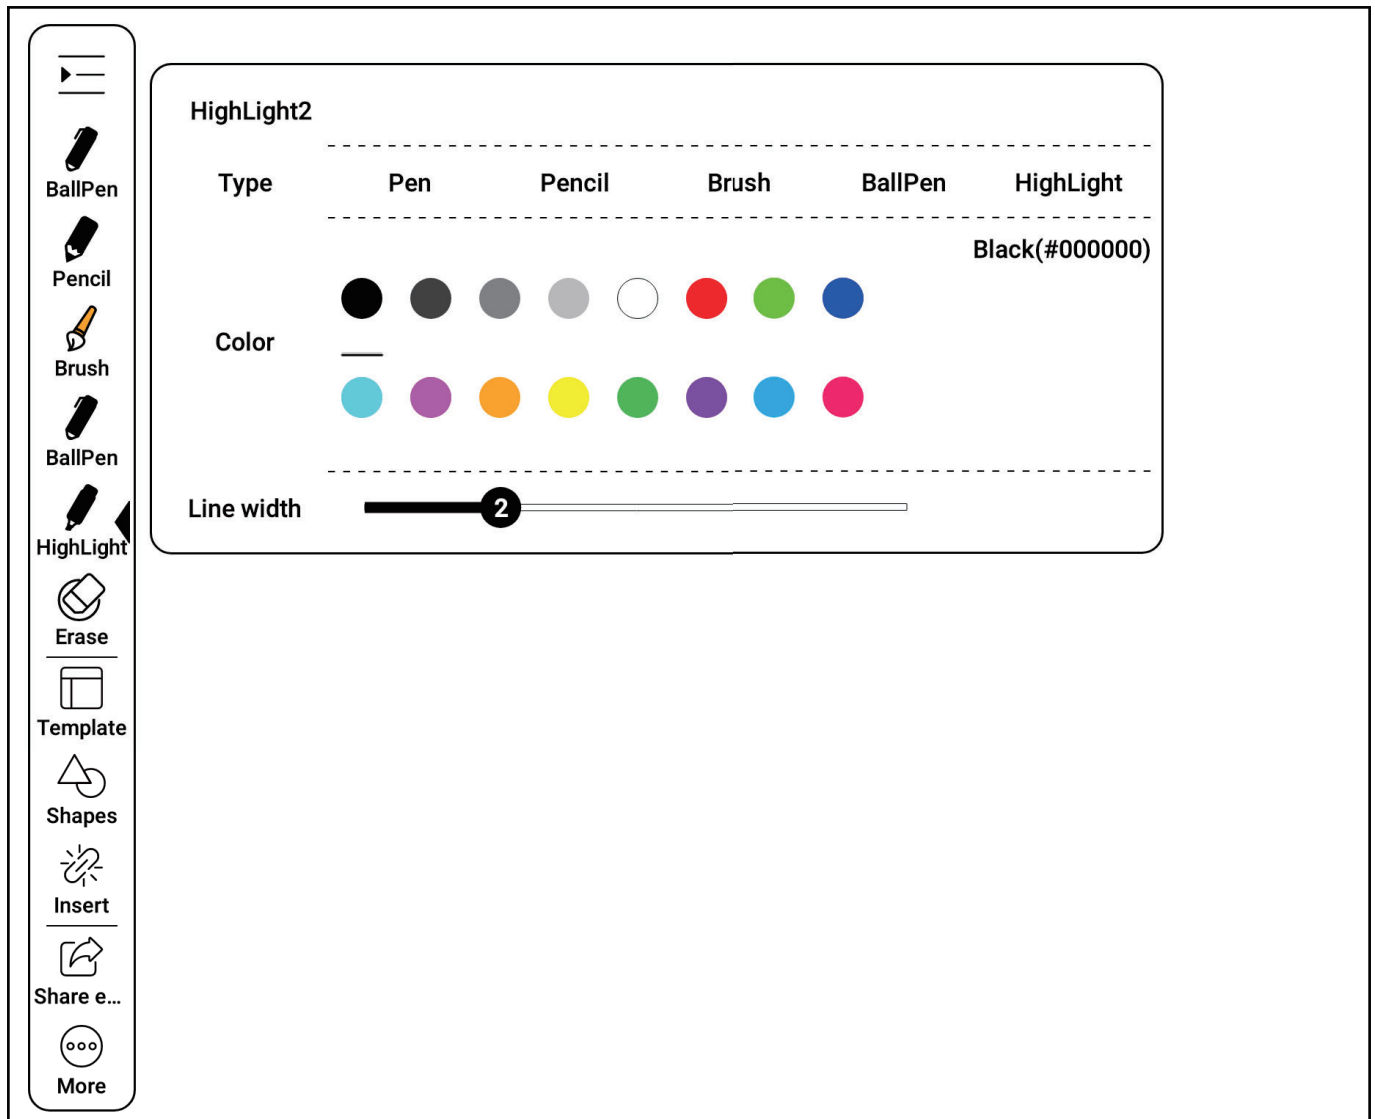 BallPen
Pencil
Brush
BallPen
HighLight
Erase
Template
Shapes
Insert
Share e...
More
HighLight2
Type Pen Pencil Brush BallPen HighLight
Black(#000000)
Color
Line width 2